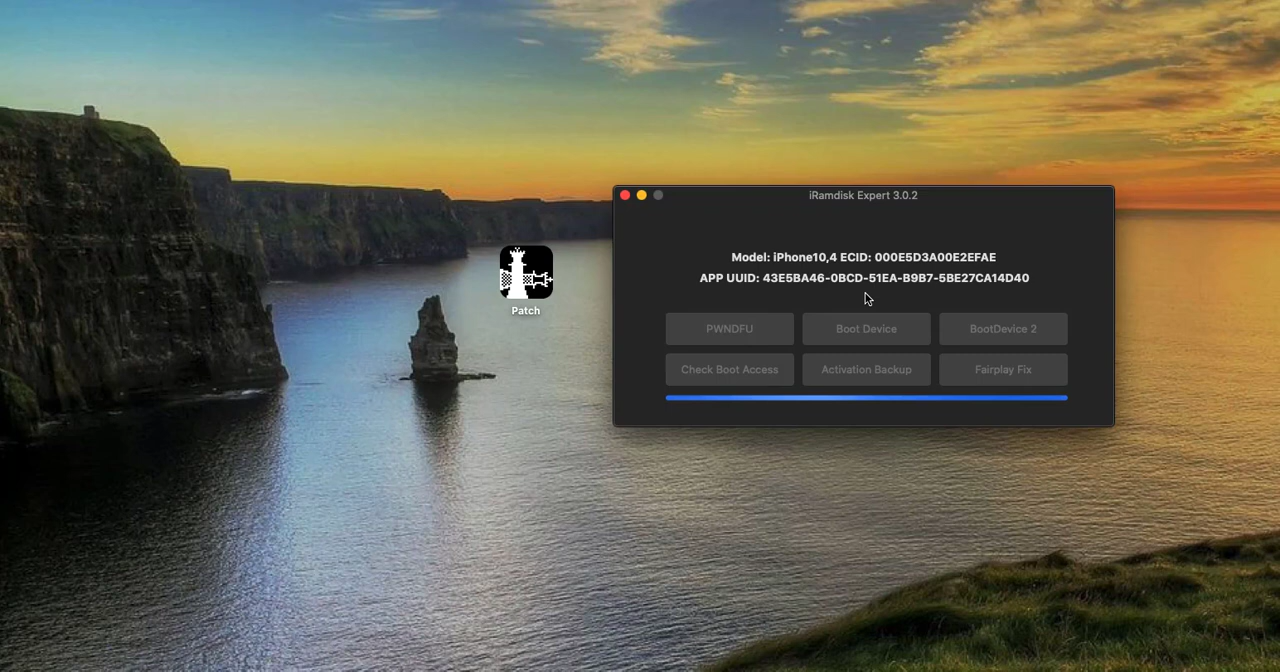 iRamdisk Expert 3.0.2
Model: iPhone10,4 ECID: 000E5D3A00E2EFAE
APP UUID: 43E5BA46-0BCD-51EA-B9B7-5BE27CA14D40
Patch
PWNDFU
Boot Device
BootDevice 2
Check Boot Access
Activation Backup
Fairplay Fix